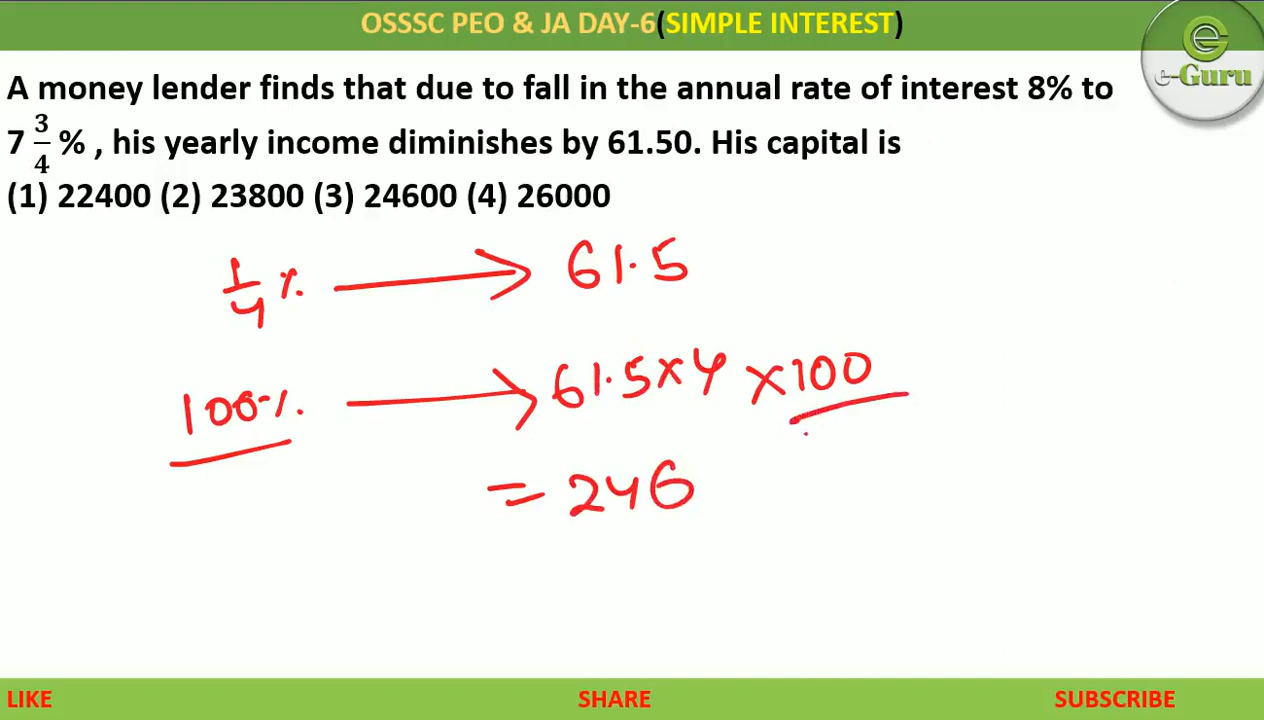 OSSSC PEO & JA DAY-6(SIMPLE INTEREST)
e
e-Guru
A money lender finds that due to fall in the annual rate of interest 8% to
7 3/4 % , his yearly income diminishes by 61.50. His capital is
(1) 22400 (2) 23800 (3) 24600 (4) 26000
1/4 % → 61.5
100% → 61.5×4 ×100
= 246
LIKE SHARE SUBSCRIBE